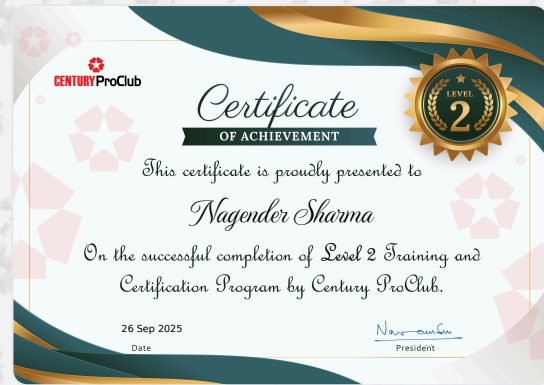 CENTURY ProClub
LEVEL
2
Certificate
OF ACHIEVEMENT
This certificate is proudly presented to
Nagender Sharma
On the successful completion of Level 2 Training and
Certification Program by Century ProClub.
26 Sep 2025
Date
President